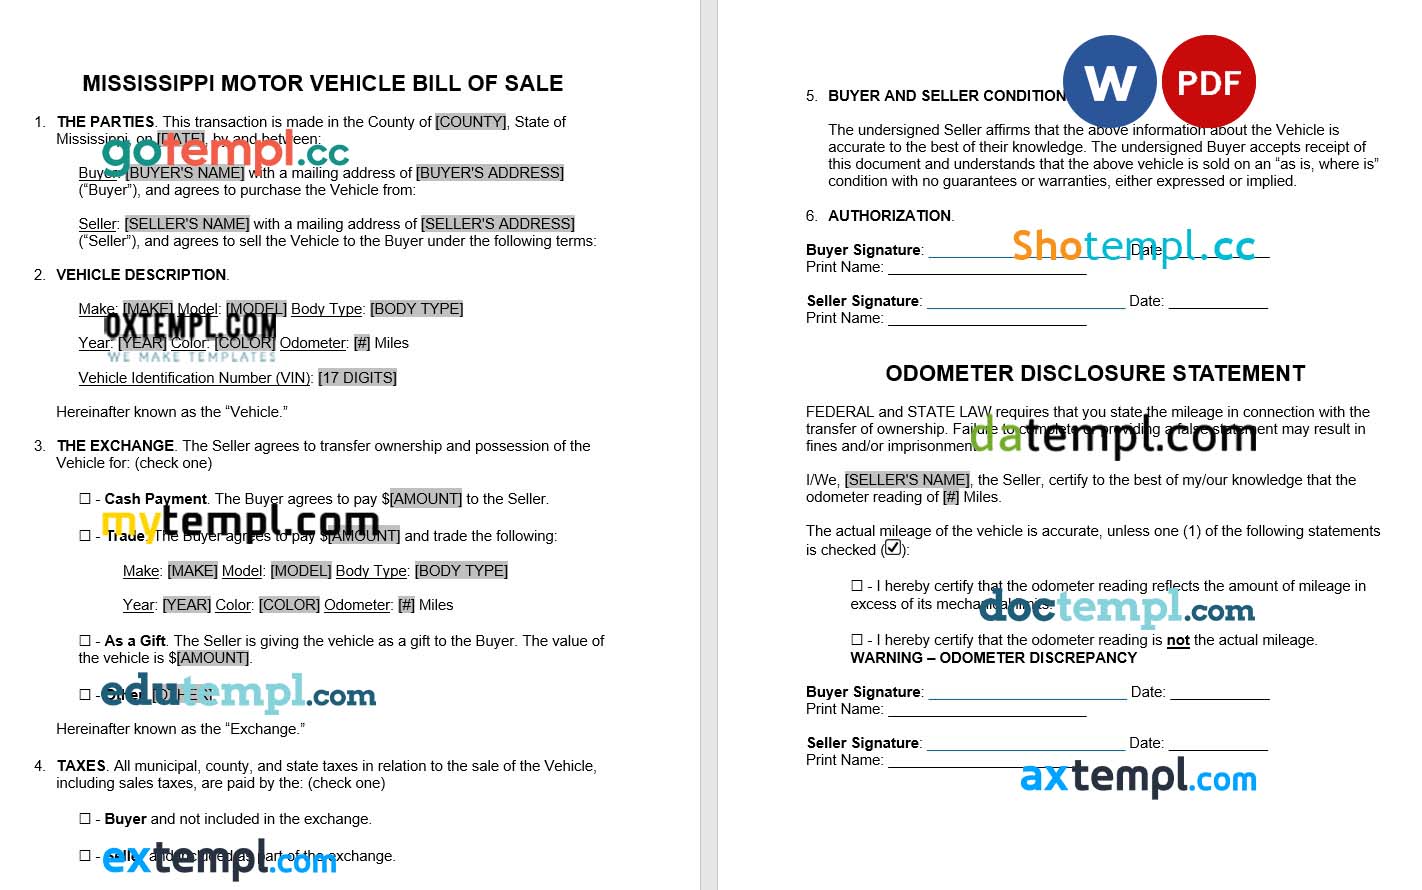 MISSISSIPPI MOTOR VEHICLE BILL OF SALE
1. THE PARTIES. This transaction is made in the County of [COUNTY], State of
Mississippi, on [DATE], by and between:
gotempl.cc
Buyer: [BUYER'S NAME] with a mailing address of [BUYER'S ADDRESS]
(“Buyer”), and agrees to purchase the Vehicle from:
Seller: [SELLER'S NAME] with a mailing address of [SELLER'S ADDRESS]
(“Seller”), and agrees to sell the Vehicle to the Buyer under the following terms:
2. VEHICLE DESCRIPTION.
Make: [MAKE] Model: [MODEL] Body Type: [BODY TYPE]
OXTEMPL.COM
Year: [YEAR] Color: [COLOR] Odometer: [#] Miles
WE MAKE TEMPLATES
Vehicle Identification Number (VIN): [17 DIGITS]
Hereinafter known as the “Vehicle.”
3. THE EXCHANGE. The Seller agrees to transfer ownership and possession of the
Vehicle for: (check one)
☐ - Cash Payment. The Buyer agrees to pay $[AMOUNT] to the Seller.
mytempl.com
☐ - Trade. The Buyer agrees to pay $[AMOUNT] and trade the following:
Make: [MAKE] Model: [MODEL] Body Type: [BODY TYPE]
Year: [YEAR] Color: [COLOR] Odometer: [#] Miles
☐ - As a Gift. The Seller is giving the vehicle as a gift to the Buyer. The value of
the vehicle is $[AMOUNT].
☐ - Other. [OTHER].
edutempl.com
Hereinafter known as the “Exchange.”
4. TAXES. All municipal, county, and state taxes in relation to the sale of the Vehicle,
including sales taxes, are paid by the: (check one)
☐ - Buyer and not included in the exchange.
☐ - Seller and included as part of the exchange.
extempl.com
W PDF
5. BUYER AND SELLER CONDITION
The undersigned Seller affirms that the above information about the Vehicle is
accurate to the best of their knowledge. The undersigned Buyer accepts receipt of
this document and understands that the above vehicle is sold on an “as is, where is”
condition with no guarantees or warranties, either expressed or implied.
6. AUTHORIZATION.
Shotempl.cc
Buyer Signature: Date:
Print Name:
Seller Signature: Date:
Print Name:
ODOMETER DISCLOSURE STATEMENT
FEDERAL and STATE LAW requires that you state the mileage in connection with the
transfer of ownership. Failure to complete or providing a false statement may result in
datempl.com
fines and/or imprisonment.
I/We, [SELLER'S NAME], the Seller, certify to the best of my/our knowledge that the
odometer reading of [#] Miles.
The actual mileage of the vehicle is accurate, unless one (1) of the following statements
is checked (☑):
☐ - I hereby certify that the odometer reading reflects the amount of mileage in
excess of its mechanical limits.
doctempl.com
☐ - I hereby certify that the odometer reading is not the actual mileage.
WARNING – ODOMETER DISCREPANCY
Buyer Signature: Date:
Print Name:
Seller Signature: Date:
Print Name:
axtempl.com